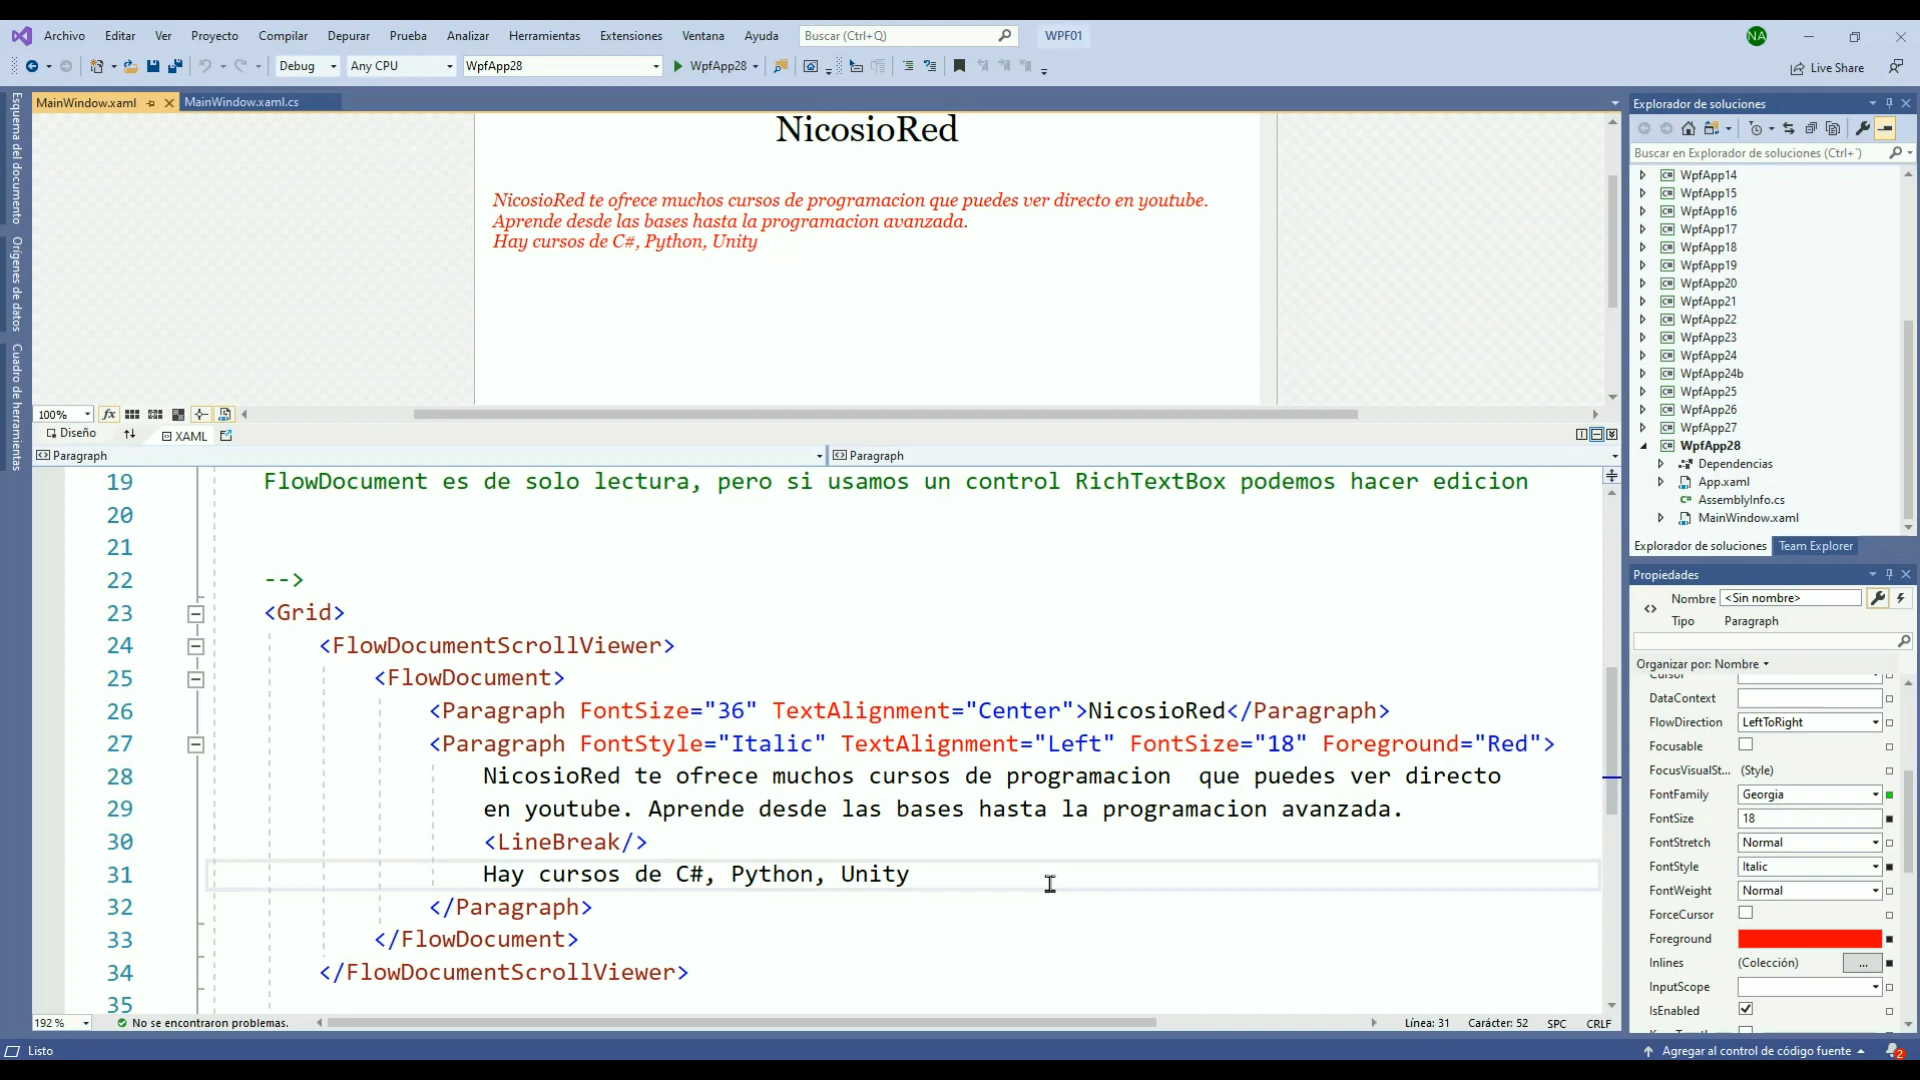 Archivo Editar Ver Proyecto Compilar Depurar Prueba Analizar Herramientas Extensiones Ventana Ayuda Buscar (Ctrl+Q) WPF01 NA
Debug Any CPU WpfApp28 WpfApp28 Live Share
MainWindow.xaml MainWindow.xaml.cs
Esquema del documento
Orígenes de datos
Cuadro de herramientas
NicosioRed
NicosioRed te ofrece muchos cursos de programacion que puedes ver directo en youtube.
Aprende desde las bases hasta la programacion avanzada.
Hay cursos de C#, Python, Unity
100% fx
Diseño XAML
Paragraph Paragraph
19 FlowDocument es de solo lectura, pero si usamos un control RichTextBox podemos hacer edicion
20
21
22 -->
23 <Grid>
24 <FlowDocumentScrollViewer>
25 <FlowDocument>
26 <Paragraph FontSize="36" TextAlignment="Center">NicosioRed</Paragraph>
27 <Paragraph FontStyle="Italic" TextAlignment="Left" FontSize="18" Foreground="Red">
28 NicosioRed te ofrece muchos cursos de programacion  que puedes ver directo
29 en youtube. Aprende desde las bases hasta la programacion avanzada.
30 <LineBreak/>
31 Hay cursos de C#, Python, Unity
32 </Paragraph>
33 </FlowDocument>
34 </FlowDocumentScrollViewer>
35
192 % No se encontraron problemas. Línea: 31 Carácter: 52 SPC CRLF
Explorador de soluciones
Buscar en Explorador de soluciones (Ctrl+`)
WpfApp14
WpfApp15
WpfApp16
WpfApp17
WpfApp18
WpfApp19
WpfApp20
WpfApp21
WpfApp22
WpfApp23
WpfApp24
WpfApp24b
WpfApp25
WpfApp26
WpfApp27
WpfApp28
Dependencias
App.xaml
AssemblyInfo.cs
MainWindow.xaml
Explorador de soluciones Team Explorer
Propiedades
Nombre <Sin nombre>
Tipo Paragraph
Organizar por: Nombre
Cursor
DataContext
FlowDirection LeftToRight
Focusable
FocusVisualSt... (Style)
FontFamily Georgia
FontSize 18
FontStretch Normal
FontStyle Italic
FontWeight Normal
ForceCursor
Foreground
Inlines (Colección) ...
InputScope
IsEnabled
Listo Agregar al control de código fuente 2